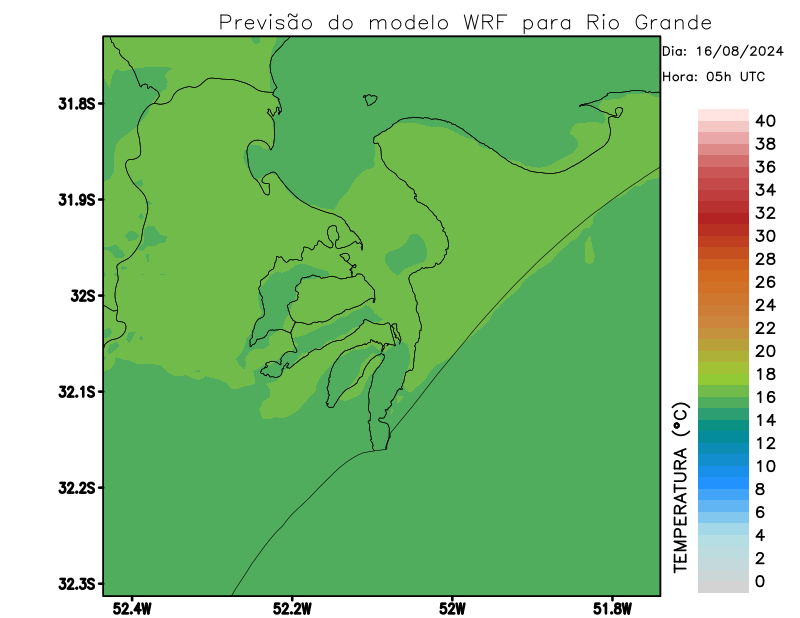 Previsão do modelo WRF para Rio Grande
Dia: 16/08/2024
Hora: 05h UTC
31.8S
31.9S
32S
32.1S
32.2S
32.3S
52.4W
52.2W
52W
51.8W
40
38
36
34
32
30
28
26
24
22
20
18
16
14
12
10
8
6
4
2
0
TEMPERATURA (°C)